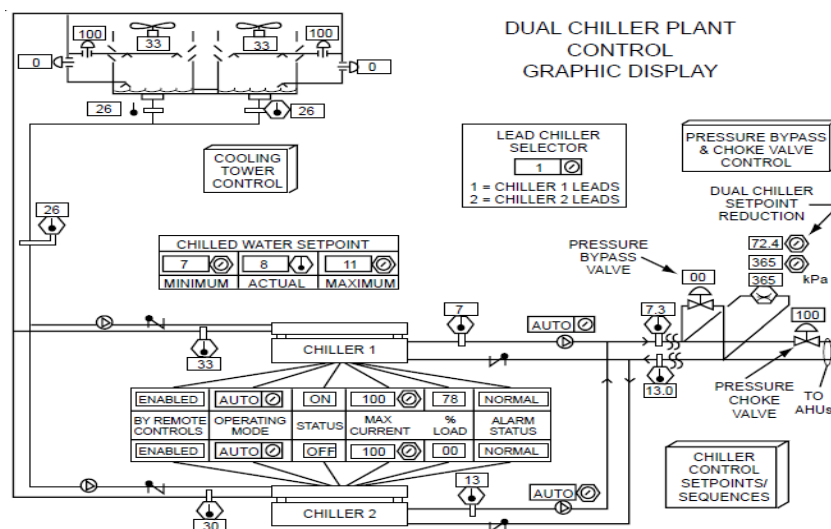 DUAL CHILLER PLANT
CONTROL
GRAPHIC DISPLAY
100
33
33
100
0
0
26
26
COOLING
TOWER
CONTROL
LEAD CHILLER
SELECTOR
1
1 = CHILLER 1 LEADS
2 = CHILLER 2 LEADS
PRESSURE BYPASS
& CHOKE VALVE
CONTROL
DUAL CHILLER
SETPOINT
REDUCTION
26
CHILLED WATER SETPOINT
7 8 11
MINIMUM ACTUAL MAXIMUM
PRESSURE
BYPASS
VALVE
72.4
365
kPa
365
00
7
AUTO
7.3
100
CHILLER 1
33
13.0
PRESSURE
CHOKE
VALVE
TO
AHUs
ENABLED AUTO ON 100 78 NORMAL
BY REMOTE
CONTROLS
OPERATING
MODE
STATUS
MAX
CURRENT
%
LOAD
ALARM
STATUS
ENABLED AUTO OFF 100 00 NORMAL
CHILLER
CONTROL
SETPOINTS/
SEQUENCES
13
AUTO
CHILLER 2
30